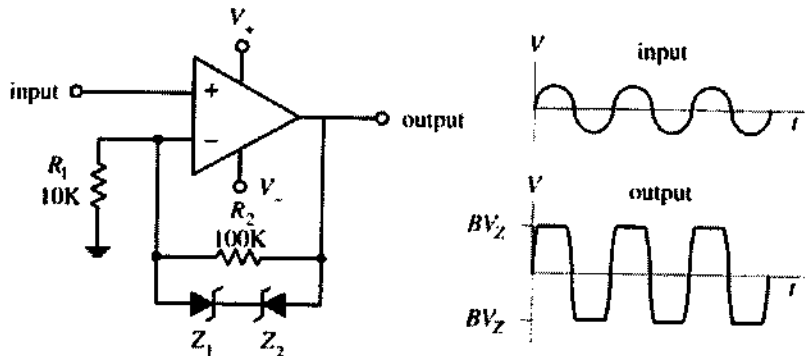 V+
input
+
−
output
R1
10K
V−
R2
100K
Z1
Z2
V
input
t
V
output
BVZ
t
BVZ